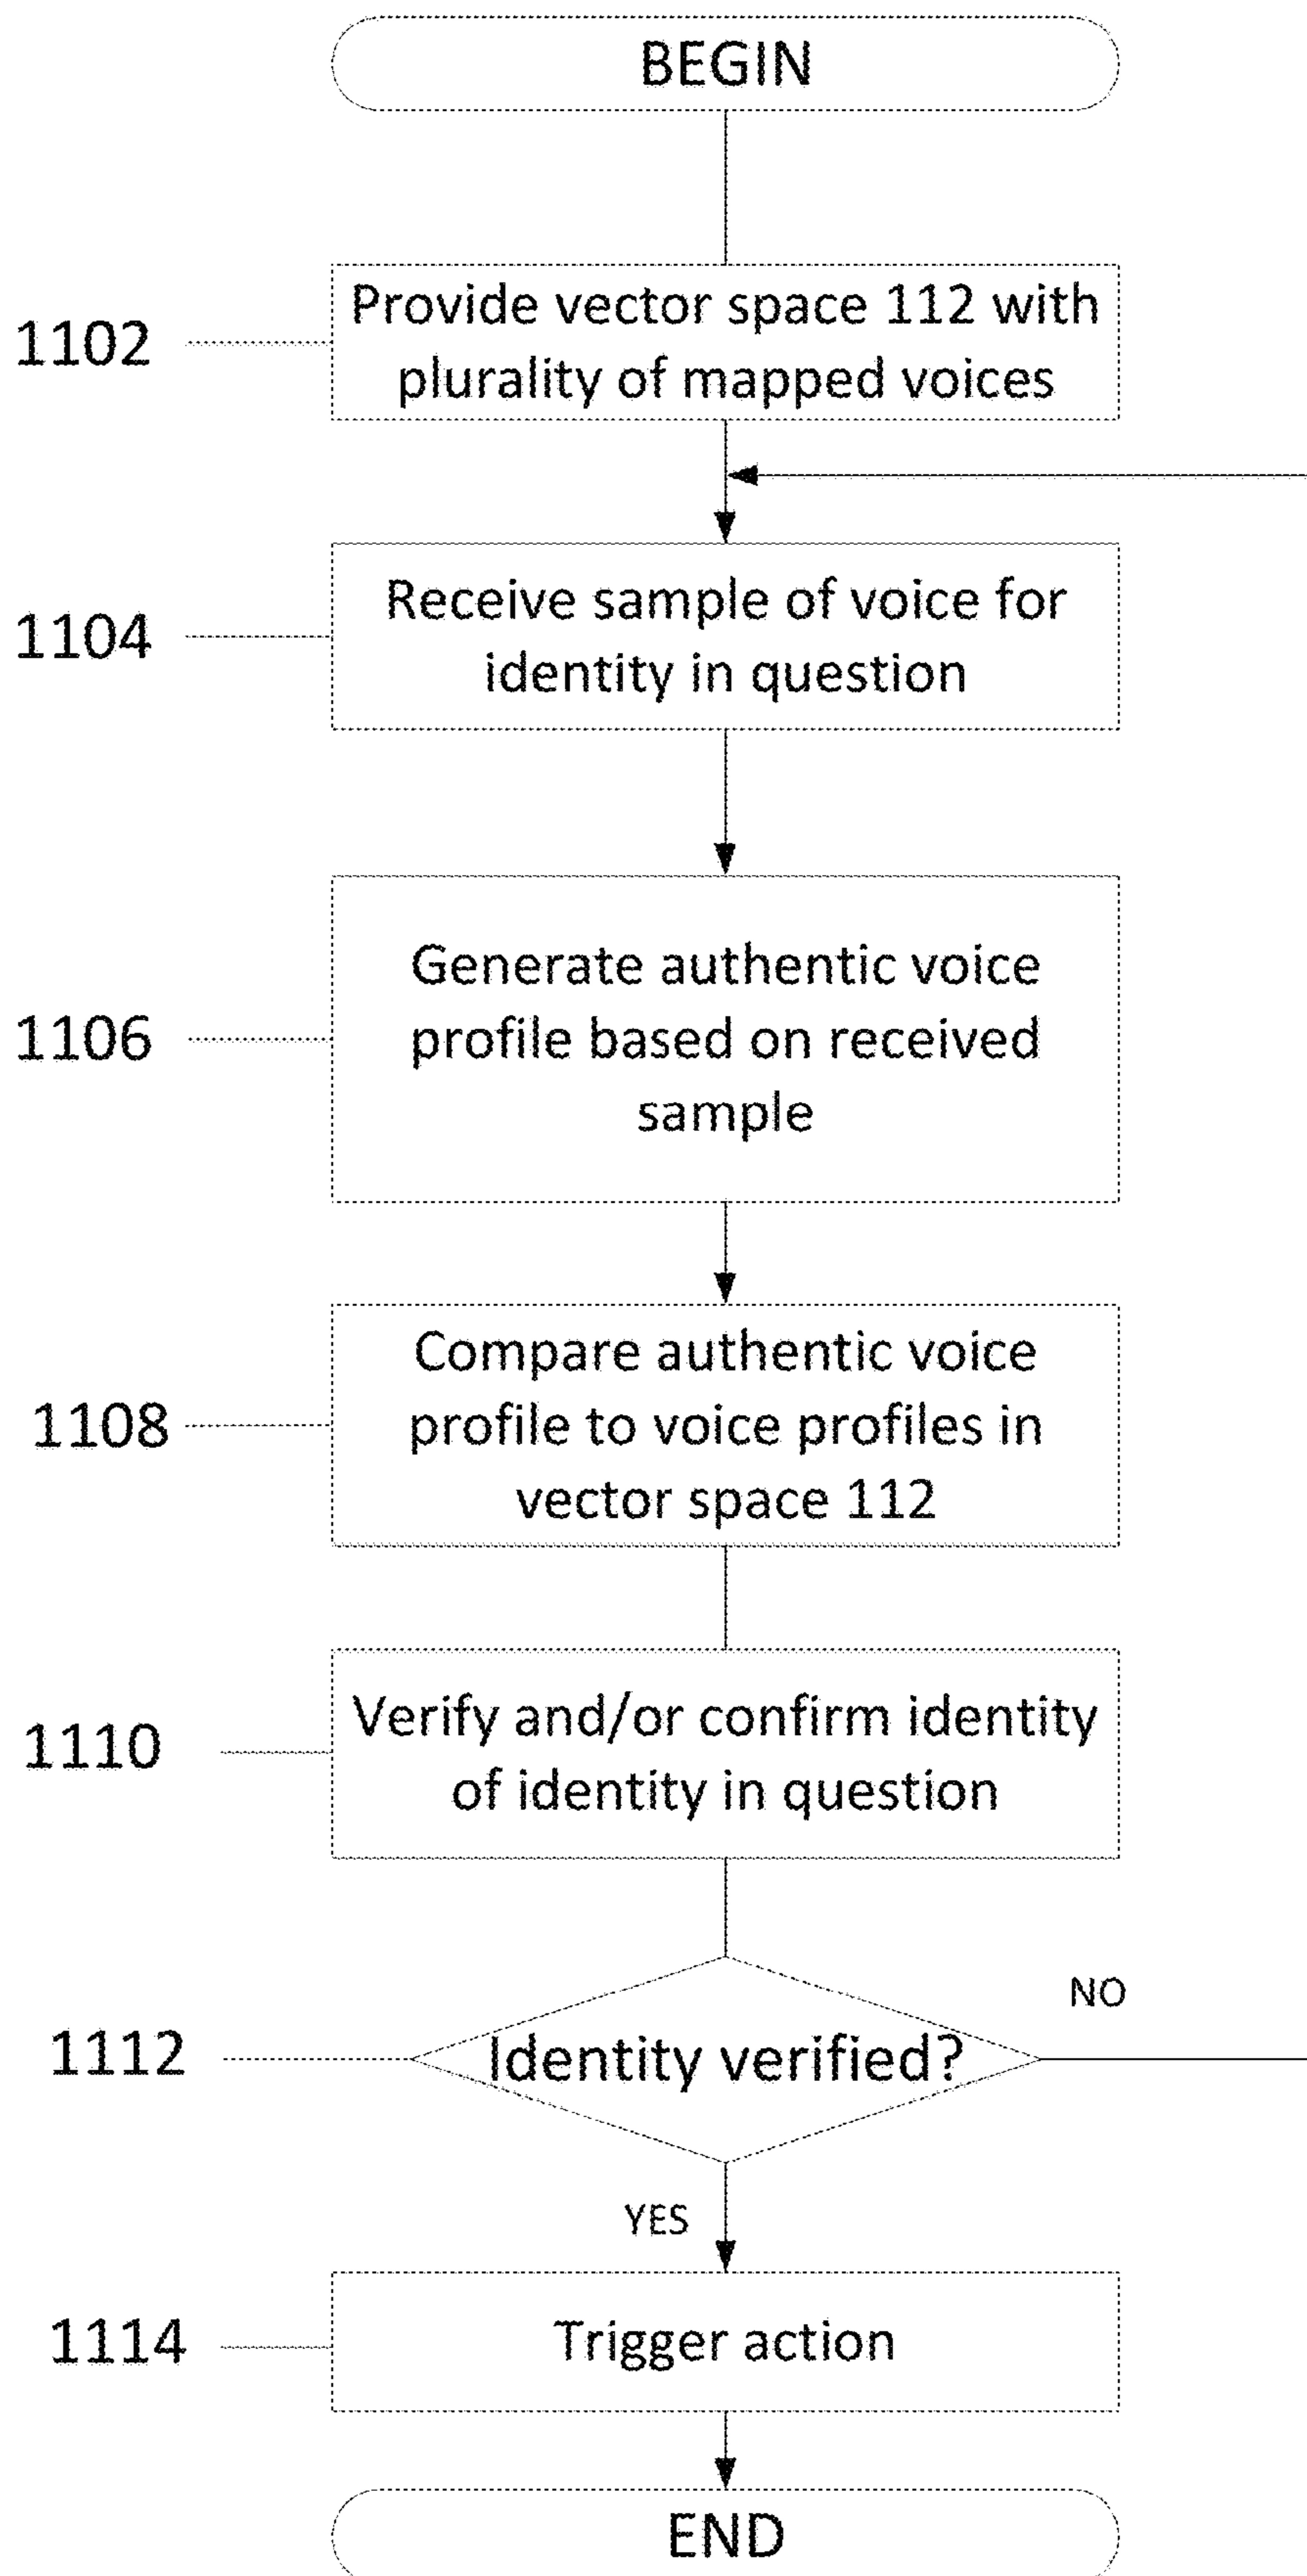 BEGIN
1102
Provide vector space 112 with
plurality of mapped voices
1104
Receive sample of voice for
identity in question
1106
Generate authentic voice
profile based on received
sample
1108
Compare authentic voice
profile to voice profiles in
vector space 112
1110
Verify and/or confirm identity
of identity in question
1112
Identity verified?
NO
YES
1114
Trigger action
END